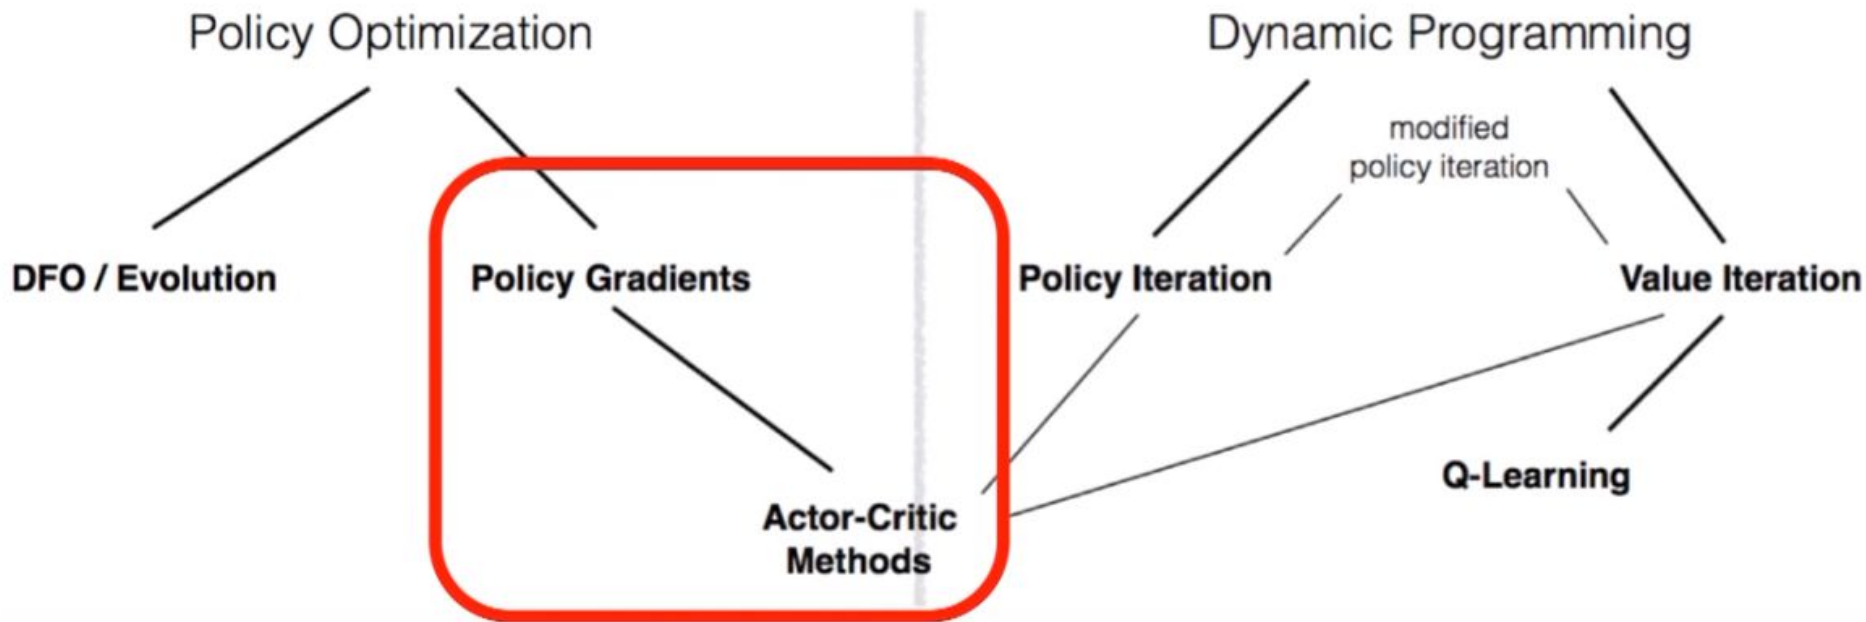 Policy Optimization
Dynamic Programming
modified
policy iteration
DFO / Evolution
Policy Gradients
Policy Iteration
Value Iteration
Q-Learning
Actor-Critic
Methods